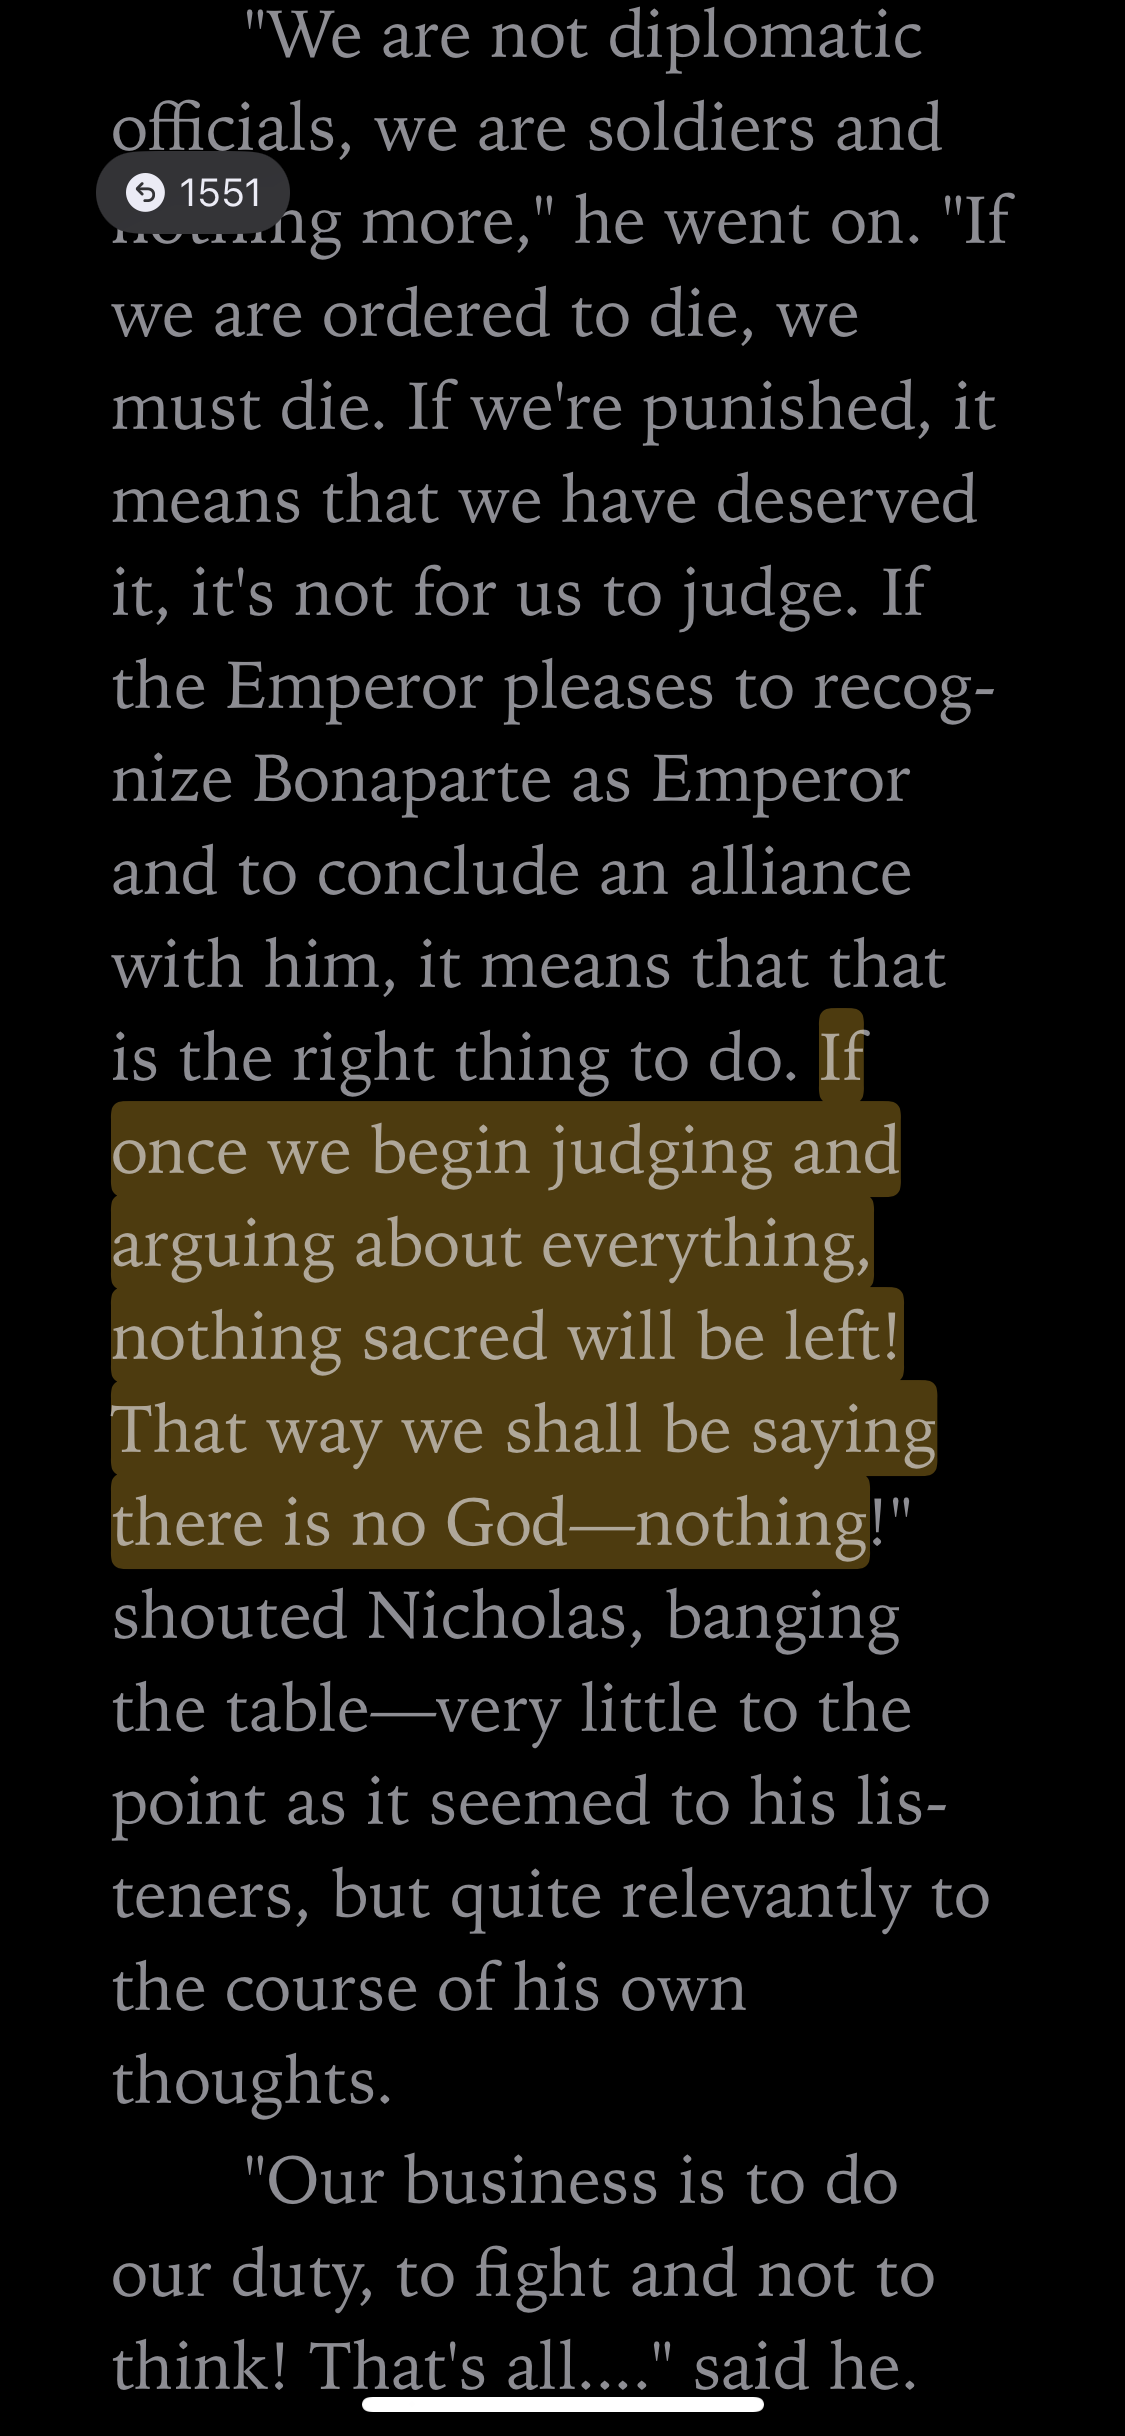 "We are not diplomatic
officials, we are soldiers and
1551
nothing more," he went on. "If
we are ordered to die, we
must die. If we're punished, it
means that we have deserved
it, it's not for us to judge. If
the Emperor pleases to recog-
nize Bonaparte as Emperor
and to conclude an alliance
with him, it means that that
is the right thing to do. If
once we begin judging and
arguing about everything,
nothing sacred will be left!
That way we shall be saying
there is no God—nothing!"
shouted Nicholas, banging
the table—very little to the
point as it seemed to his lis-
teners, but quite relevantly to
the course of his own
thoughts.
"Our business is to do
our duty, to fight and not to
think! That's all...." said he.